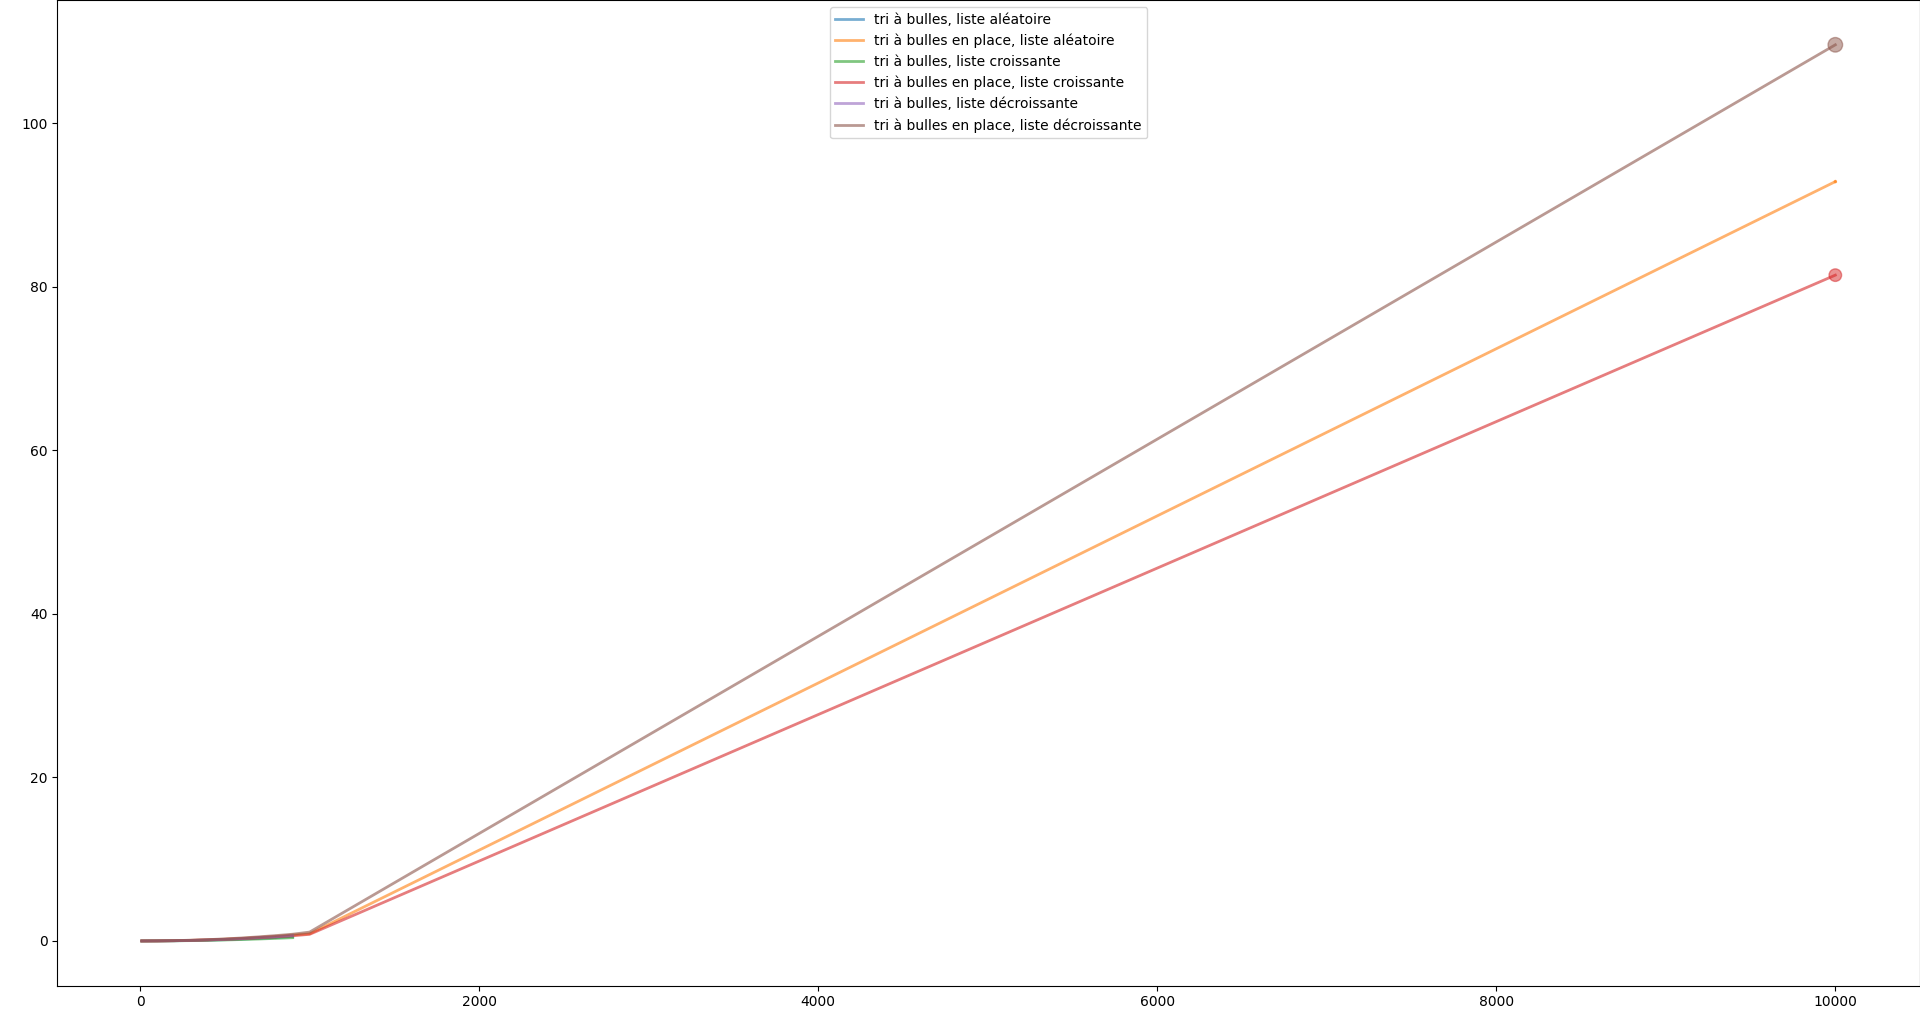 tri à bulles, liste aléatoire
tri à bulles en place, liste aléatoire
tri à bulles, liste croissante
tri à bulles en place, liste croissante
tri à bulles, liste décroissante
tri à bulles en place, liste décroissante
100
80
60
40
20
0
0 2000 4000 6000 8000 10000